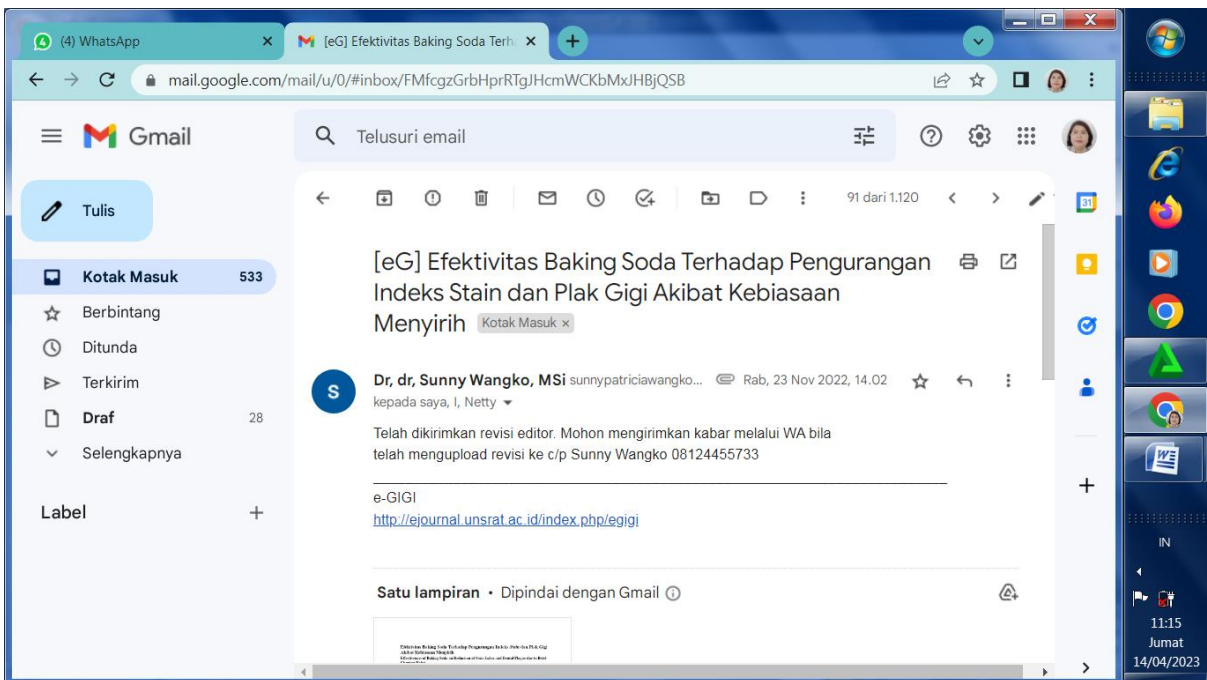 (4) WhatsApp
[eG] Efektivitas Baking Soda Terh
mail.google.com/mail/u/0/#inbox/FMfcgzGrbHprRTgJHcmWCKbMxJHBjQSB
Gmail
Telusuri email
Tulis
91 dari 1.120
Kotak Masuk 533
Berbintang
Ditunda
Terkirim
Draf 28
Selengkapnya
Label
[eG] Efektivitas Baking Soda Terhadap Pengurangan
Indeks Stain dan Plak Gigi Akibat Kebiasaan
Menyirih Kotak Masuk ×
S
Dr, dr, Sunny Wangko, MSi sunnypatriciawangko... Rab, 23 Nov 2022, 14.02
kepada saya, I, Netty
Telah dikirimkan revisi editor. Mohon mengirimkan kabar melalui WA bila
telah mengupload revisi ke c/p Sunny Wangko 08124455733
e-GIGI
http://ejournal.unsrat.ac.id/index.php/egigi
Satu lampiran • Dipindai dengan Gmail
31
IN
11:15
Jumat
14/04/2023